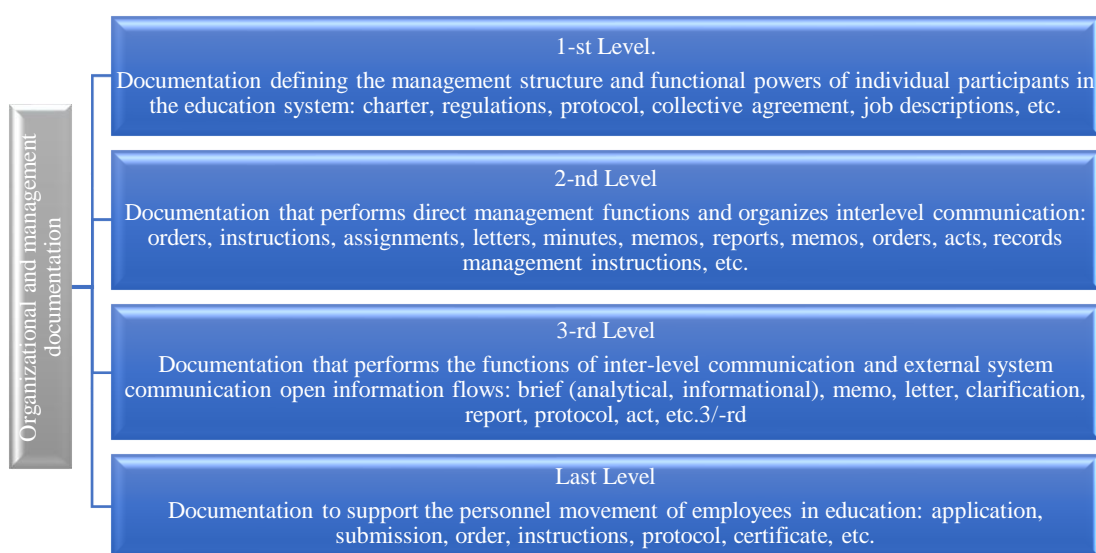 Organizational and management
documentation
1-st Level.
Documentation defining the management structure and functional powers of individual participants in
the education system: charter, regulations, protocol, collective agreement, job descriptions, etc.
2-nd Level
Documentation that performs direct management functions and organizes interlevel communication:
orders, instructions, assignments, letters, minutes, memos, reports, memos, orders, acts, records
management instructions, etc.
3-rd Level
Documentation that performs the functions of inter-level communication and external system
communication open information flows: brief (analytical, informational), memo, letter, clarification,
report, protocol, act, etc.3/-rd
Last Level
Documentation to support the personnel movement of employees in education: application,
submission, order, instructions, protocol, certificate, etc.